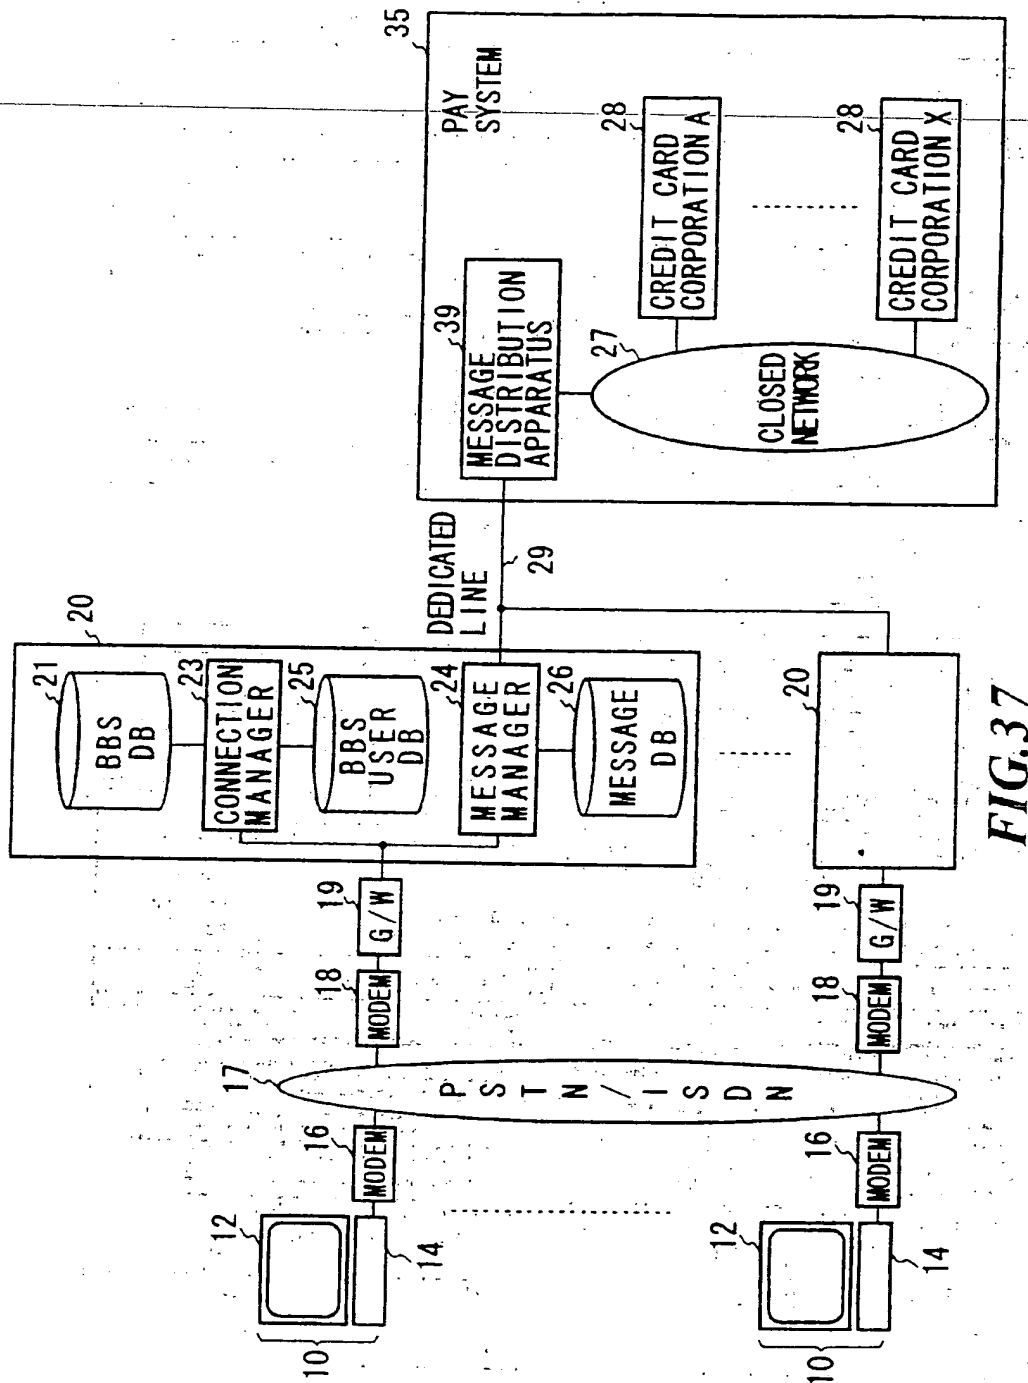 10
12
14
16
MODEM
17
PSTN/ISDN
18
MODEM
19
G/W
20
21
BBS
DB
23
CONNECTION
MANAGER
25
BBS
USER
DB
24
MESSAGE
MANAGER
26
MESSAGE
DB
DEDICATED
LINE
29
35
PAY
SYSTEM
39
MESSAGE
DISTRIBUTION
APPARATUS
27
CLOSED
NETWORK
28
CREDIT CARD
CORPORATION A
28
CREDIT CARD
CORPORATION X
10
12
14
16
MODEM
18
MODEM
19
G/W
20
FIG.37